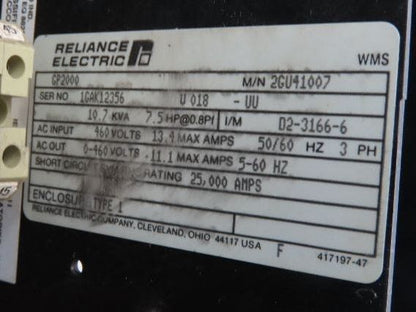 RELIANCE
ELECTRIC
WMS
GP2000 M/N 2GU41007
SER NO 1GAK12356 U 018 - UU
10.7 KVA 7.5 HP@0.8Pf I/M D2-3166-6
AC INPUT 460 VOLTS 13.4 MAX AMPS 50/60 HZ 3 PH
AC OUT 0-460 VOLTS 11.1 MAX AMPS 5-60 HZ
SHORT CIRCUIT RATING 25,000 AMPS
ENCLOSURE TYPE 1
RELIANCE ELECTRIC COMPANY, CLEVELAND, OHIO 44117 USA F 417197-47